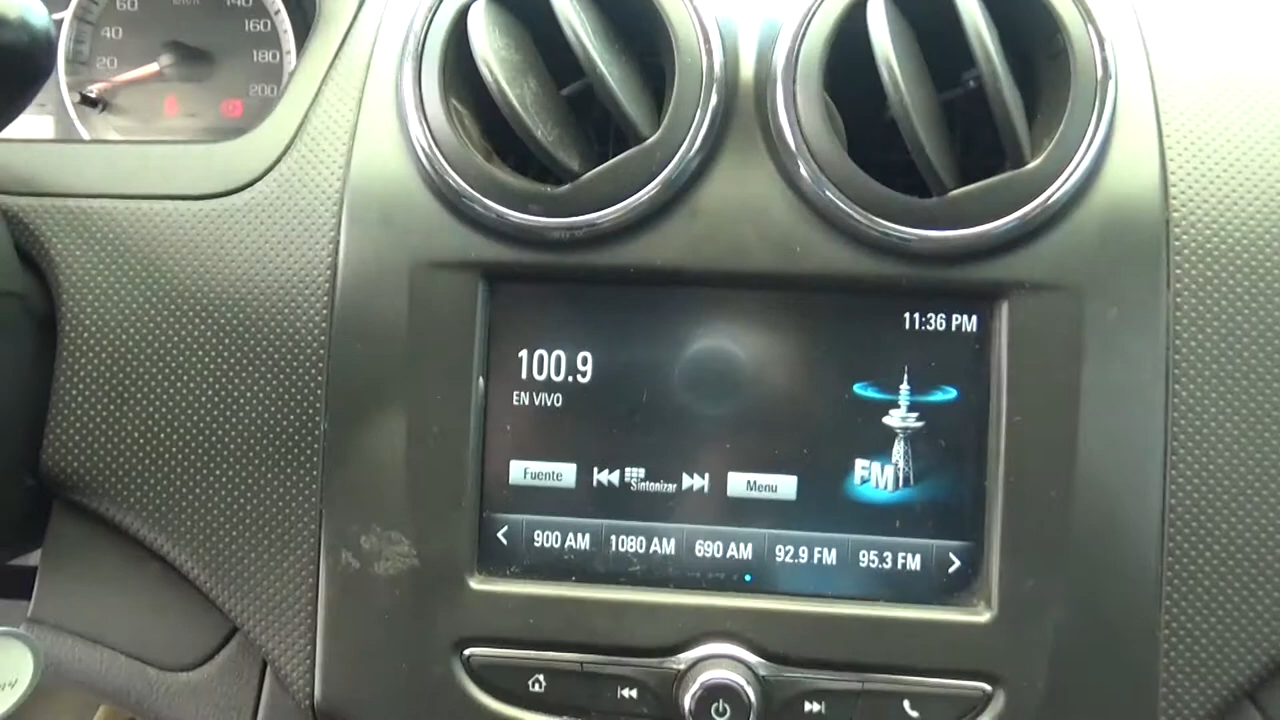 60
140
40
160
20
180
200
11:36 PM
100.9
EN VIVO
FM
Fuente
Sintonizar
Menu
900 AM
1080 AM
690 AM
92.9 FM
95.3 FM